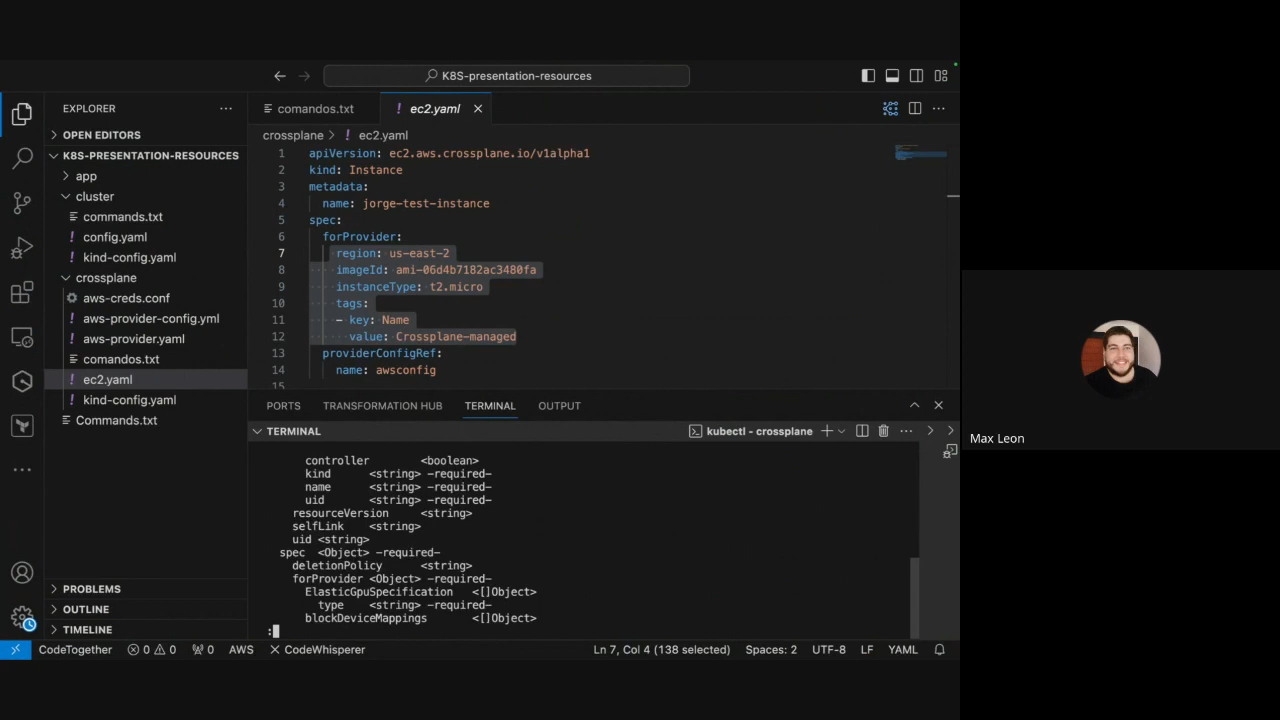 K8S-presentation-resources
EXPLORER
OPEN EDITORS
K8S-PRESENTATION-RESOURCES
app
cluster
commands.txt
config.yaml
kind-config.yaml
crossplane
aws-creds.conf
aws-provider-config.yml
aws-provider.yaml
comandos.txt
ec2.yaml
kind-config.yaml
Commands.txt
PROBLEMS
OUTLINE
TIMELINE
comandos.txt ! ec2.yaml
crossplane > ! ec2.yaml
1 apiVersion: ec2.aws.crossplane.io/v1alpha1
2 kind: Instance
3 metadata:
4 name: jorge-test-instance
5 spec:
6 forProvider:
7 region: us-east-2
8 imageId: ami-06d4b7182ac3480fa
9 instanceType: t2.micro
10 tags:
11 - key: Name
12 value: Crossplane-managed
13 providerConfigRef:
14 name: awsconfig
15
PORTS TRANSFORMATION HUB TERMINAL OUTPUT
TERMINAL kubectl - crossplane
controller <boolean>
kind <string> -required-
name <string> -required-
uid <string> -required-
resourceVersion <string>
selfLink <string>
uid <string>
spec <Object> -required-
deletionPolicy <string>
forProvider <Object> -required-
ElasticGpuSpecification <[]Object>
type <string> -required-
blockDeviceMappings <[]Object>
:
CodeTogether 0 0 0 AWS CodeWhisperer Ln 7, Col 4 (138 selected) Spaces: 2 UTF-8 LF YAML
Max Leon